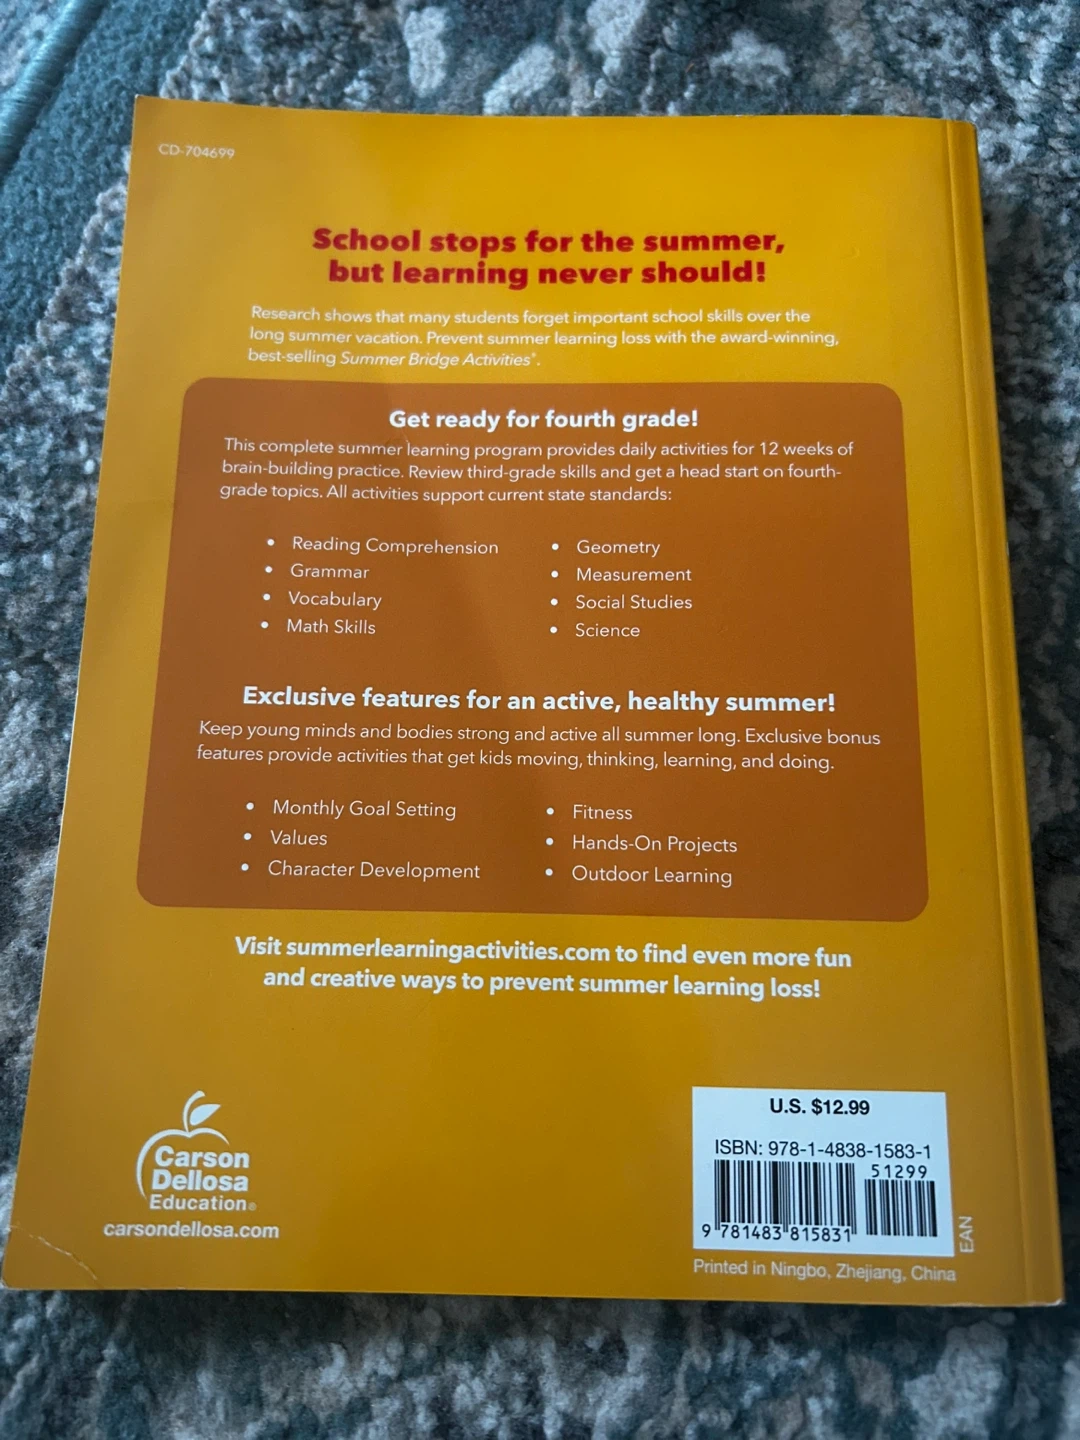 CD-704699
School stops for the summer,
but learning never should!
Research shows that many students forget important school skills over the
long summer vacation. Prevent summer learning loss with the award-winning,
best-selling Summer Bridge Activities®.
Get ready for fourth grade!
This complete summer learning program provides daily activities for 12 weeks of
brain-building practice. Review third-grade skills and get a head start on fourth-
grade topics. All activities support current state standards:
• Reading Comprehension
• Grammar
• Vocabulary
• Math Skills
• Geometry
• Measurement
• Social Studies
• Science
Exclusive features for an active, healthy summer!
Keep young minds and bodies strong and active all summer long. Exclusive bonus
features provide activities that get kids moving, thinking, learning, and doing.
• Monthly Goal Setting
• Values
• Character Development
• Fitness
• Hands-On Projects
• Outdoor Learning
Visit summerlearningactivities.com to find even more fun
and creative ways to prevent summer learning loss!
Carson
Dellosa
Education®
carsondellosa.com
U.S. $12.99
ISBN: 978-1-4838-1583-1
51299
9 781483 815831
EAN
Printed in Ningbo, Zhejiang, China